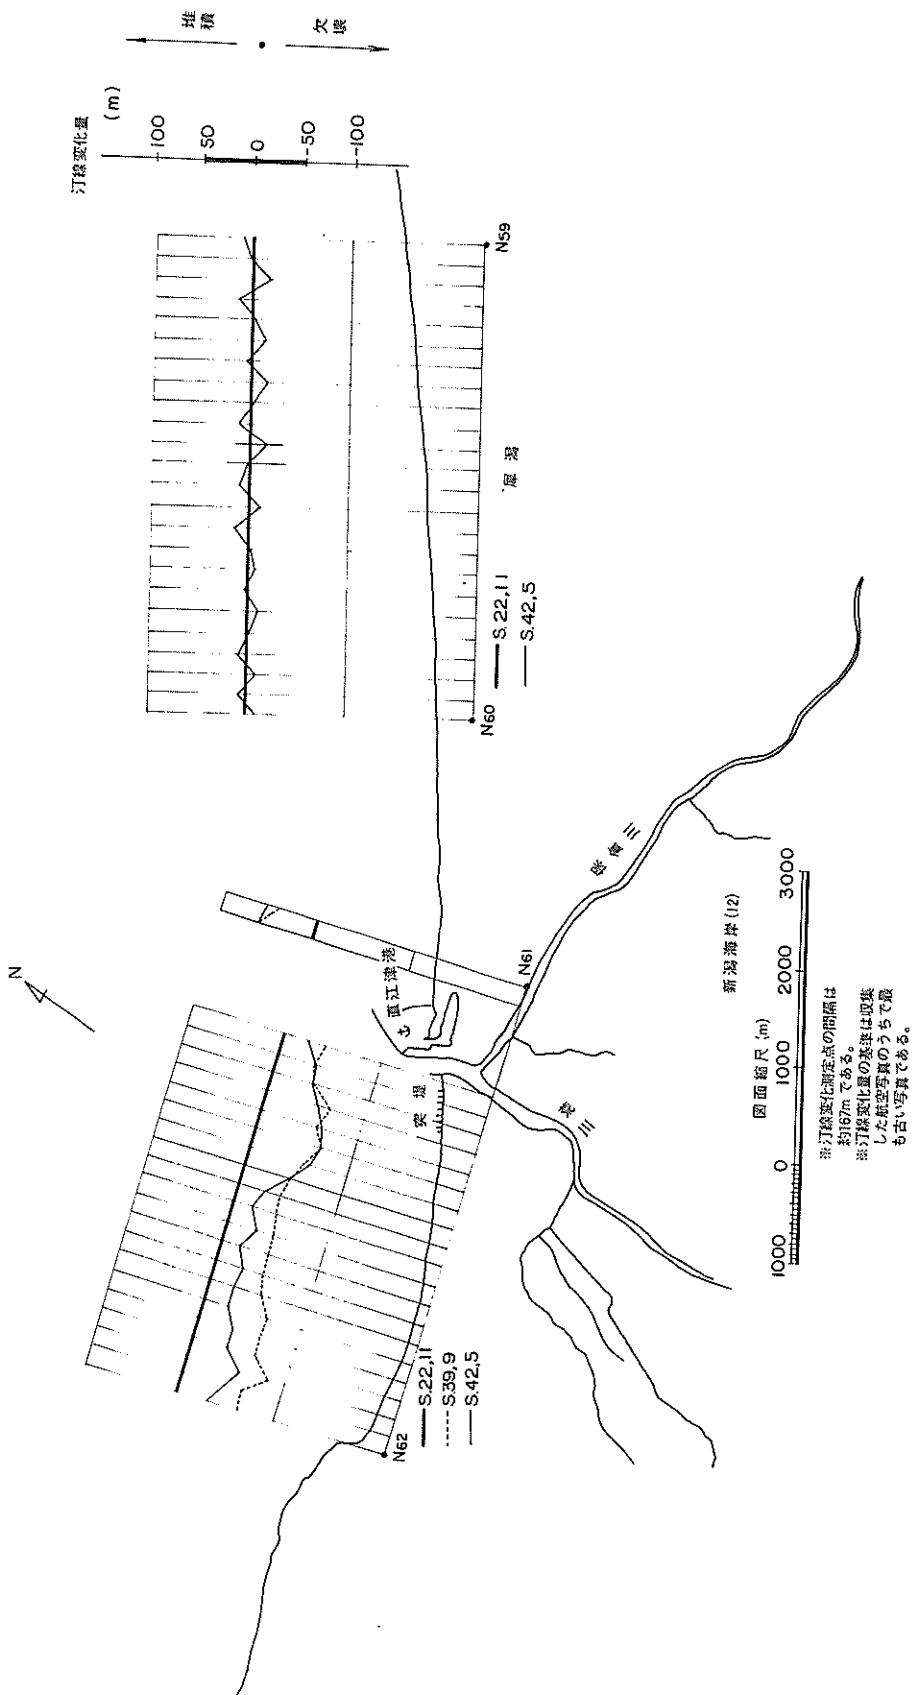 堆積
欠壊
汀線変化量
(m)
100
50
0
-50
-100
N59
犀潟
S.22,11
S.42,5
N60
N
直江津港
N61
保倉川
突堤
荒川
S.22,11
S.39,9
S.42,5
N62
新潟海岸(12)
図面縮尺(m)
1000 0 1000 2000 3000
※汀線変化測定点の間隔は
約167mである。
※汀線変化量の基準は収集
した航空写真のうちで最
も古い写真である。